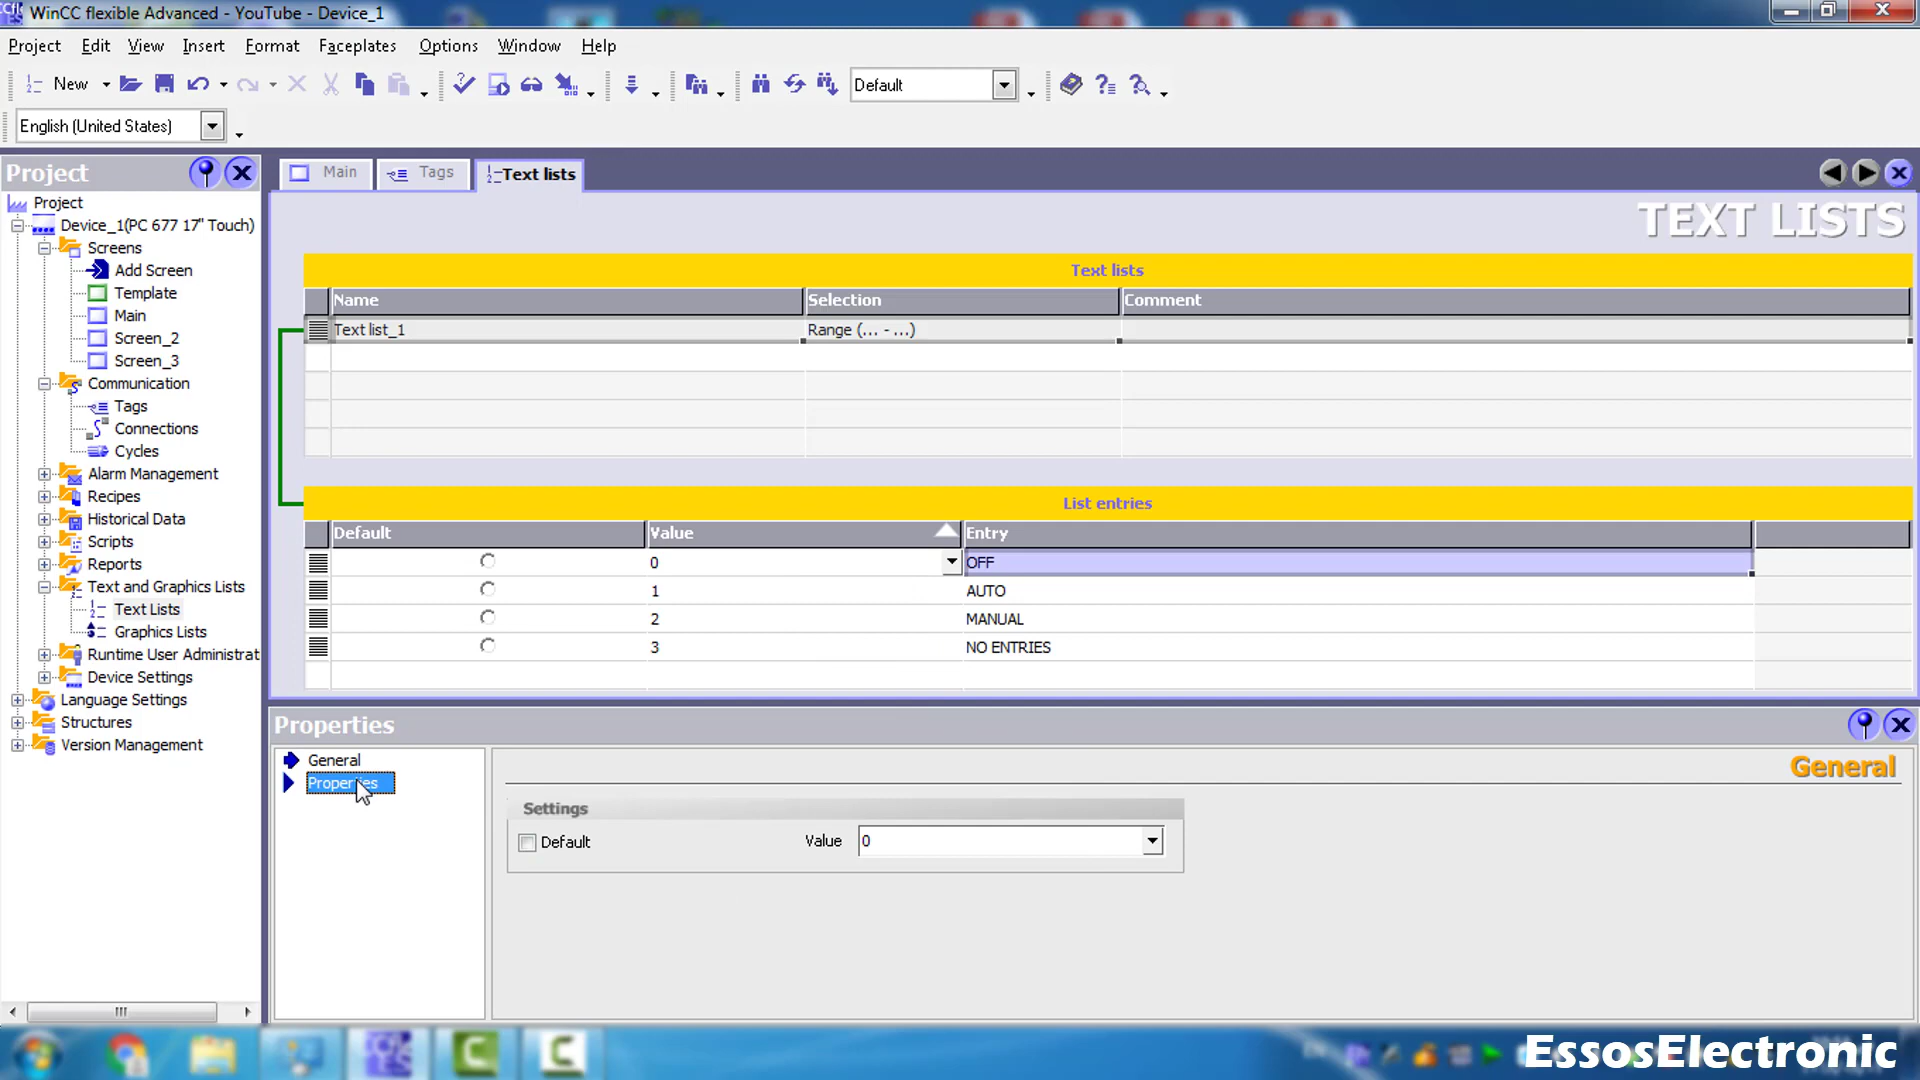 WinCC flexible Advanced - YouTube - Device_1
Project Edit View Insert Format Faceplates Options Window Help
New Default
English (United States)
Project
Main Tags Text lists
TEXT LISTS
Project
Device_1(PC 677 17" Touch)
Screens
Add Screen
Template
Main
Screen_2
Screen_3
Communication
Tags
Connections
Cycles
Alarm Management
Recipes
Historical Data
Scripts
Reports
Text and Graphics Lists
Text Lists
Graphics Lists
Runtime User Administrat
Device Settings
Language Settings
Structures
Version Management
Text lists
Name Selection Comment
Text list_1 Range (... - ...)
List entries
Default Value Entry
0 OFF
1 AUTO
2 MANUAL
3 NO ENTRIES
Properties
General
Properties
General
Settings
Default Value 0
EssosElectronic